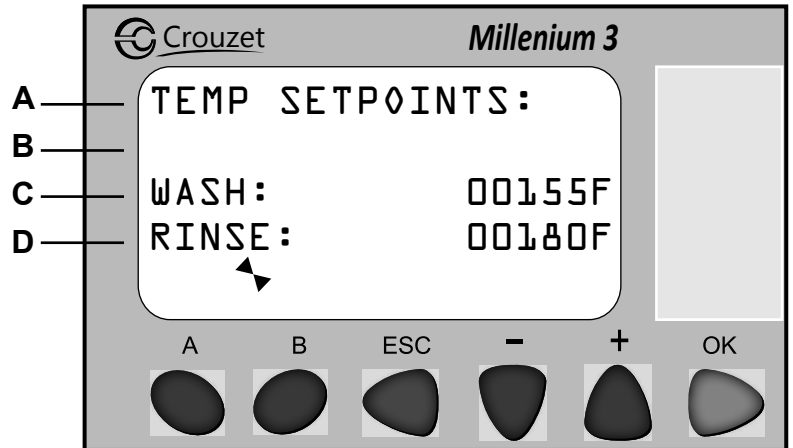 Crouzet Millenium 3
A TEMP SETPOINTS:
B
C WASH: 00155F
D RINSE: 00180F
A B ESC - + OK